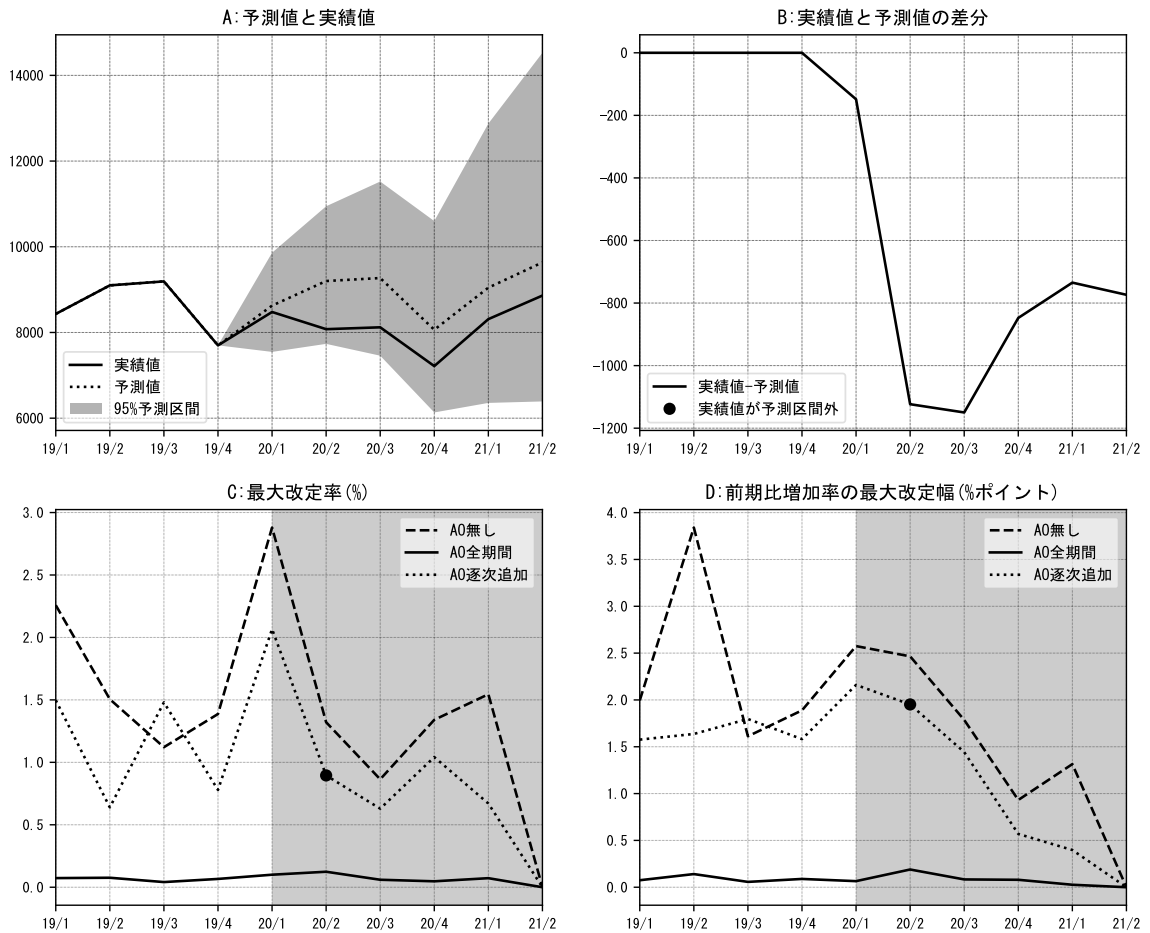 A:予測値と実績値
14000
12000
10000
8000
6000
実績値
予測値
95%予測区間
19/1 19/2 19/3 19/4 20/1 20/2 20/3 20/4 21/1 21/2
B:実績値と予測値の差分
0
−200
−400
−600
−800
−1000
−1200
実績値-予測値
実績値が予測区間外
19/1 19/2 19/3 19/4 20/1 20/2 20/3 20/4 21/1 21/2
C:最大改定率(%)
3.0
2.5
2.0
1.5
1.0
0.5
0.0
AO無し
AO全期間
AO逐次追加
19/1 19/2 19/3 19/4 20/1 20/2 20/3 20/4 21/1 21/2
D:前期比増加率の最大改定幅(%ポイント)
4.0
3.5
3.0
2.5
2.0
1.5
1.0
0.5
0.0
AO無し
AO全期間
AO逐次追加
19/1 19/2 19/3 19/4 20/1 20/2 20/3 20/4 21/1 21/2